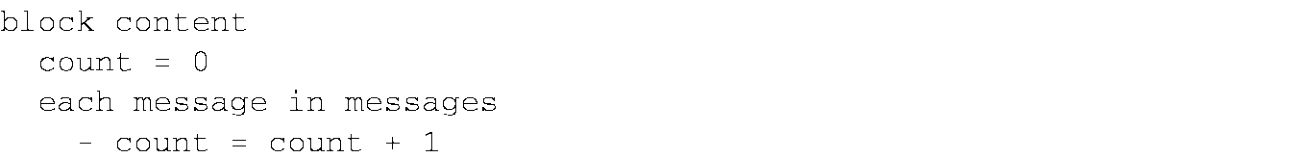 block content
  count = 0
  each message in messages
    - count = count + 1